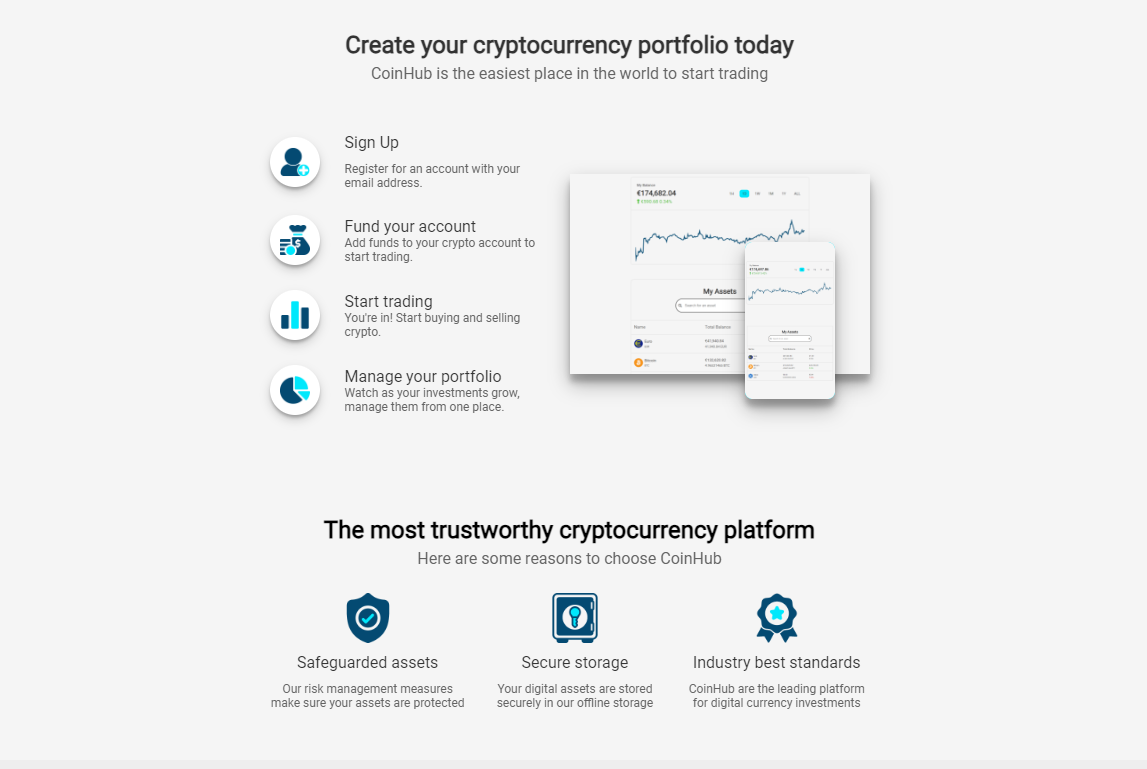 Create your cryptocurrency portfolio today
CoinHub is the easiest place in the world to start trading
Sign Up
Register for an account with your
email address.
Fund your account
Add funds to your crypto account to
start trading.
Start trading
You're in! Start buying and selling
crypto.
Manage your portfolio
Watch as your investments grow,
manage them from one place.
My Balance
€174,682.04
My Assets
Search for an asset
Name Total Balance
Bitcoin
My Assets
The most trustworthy cryptocurrency platform
Here are some reasons to choose CoinHub
Safeguarded assets
Our risk management measures
make sure your assets are protected
Secure storage
Your digital assets are stored
securely in our offline storage
Industry best standards
CoinHub are the leading platform
for digital currency investments